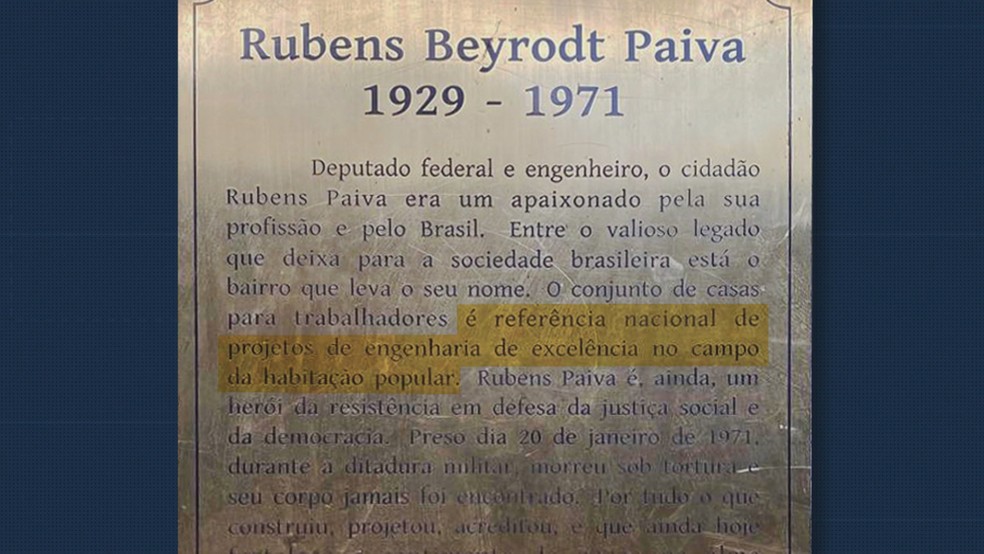 Rubens Beyrodt Paiva
1929 - 1971
Deputado federal e engenheiro, o cidadão
Rubens Paiva era um apaixonado pela sua
profissão e pelo Brasil. Entre o valioso legado
que deixa para a sociedade brasileira está o
bairro que leva o seu nome. O conjunto de casas
para trabalhadores é referência nacional de
projetos de engenharia de excelência no campo
da habitação popular. Rubens Paiva é, ainda, um
herói da resistência em defesa da justiça social e
da democracia. Preso dia 20 de janeiro de 1971,
durante a ditadura militar, morreu sob tortura e
seu corpo jamais foi encontrado. Por tudo o que
construiu, projetou, acreditou, e que ainda hoje